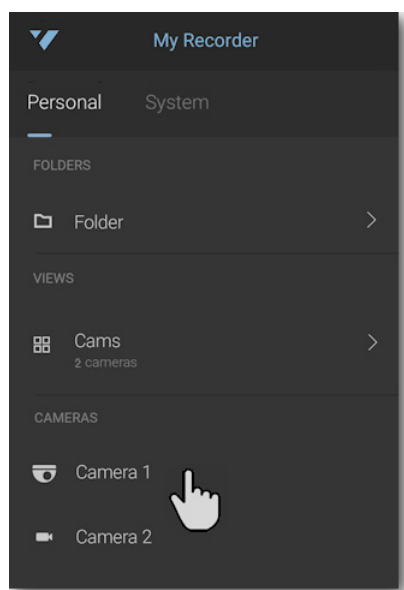 My Recorder
Personal System
FOLDERS
Folder
VIEWS
Cams
2 cameras
CAMERAS
Camera 1
Camera 2